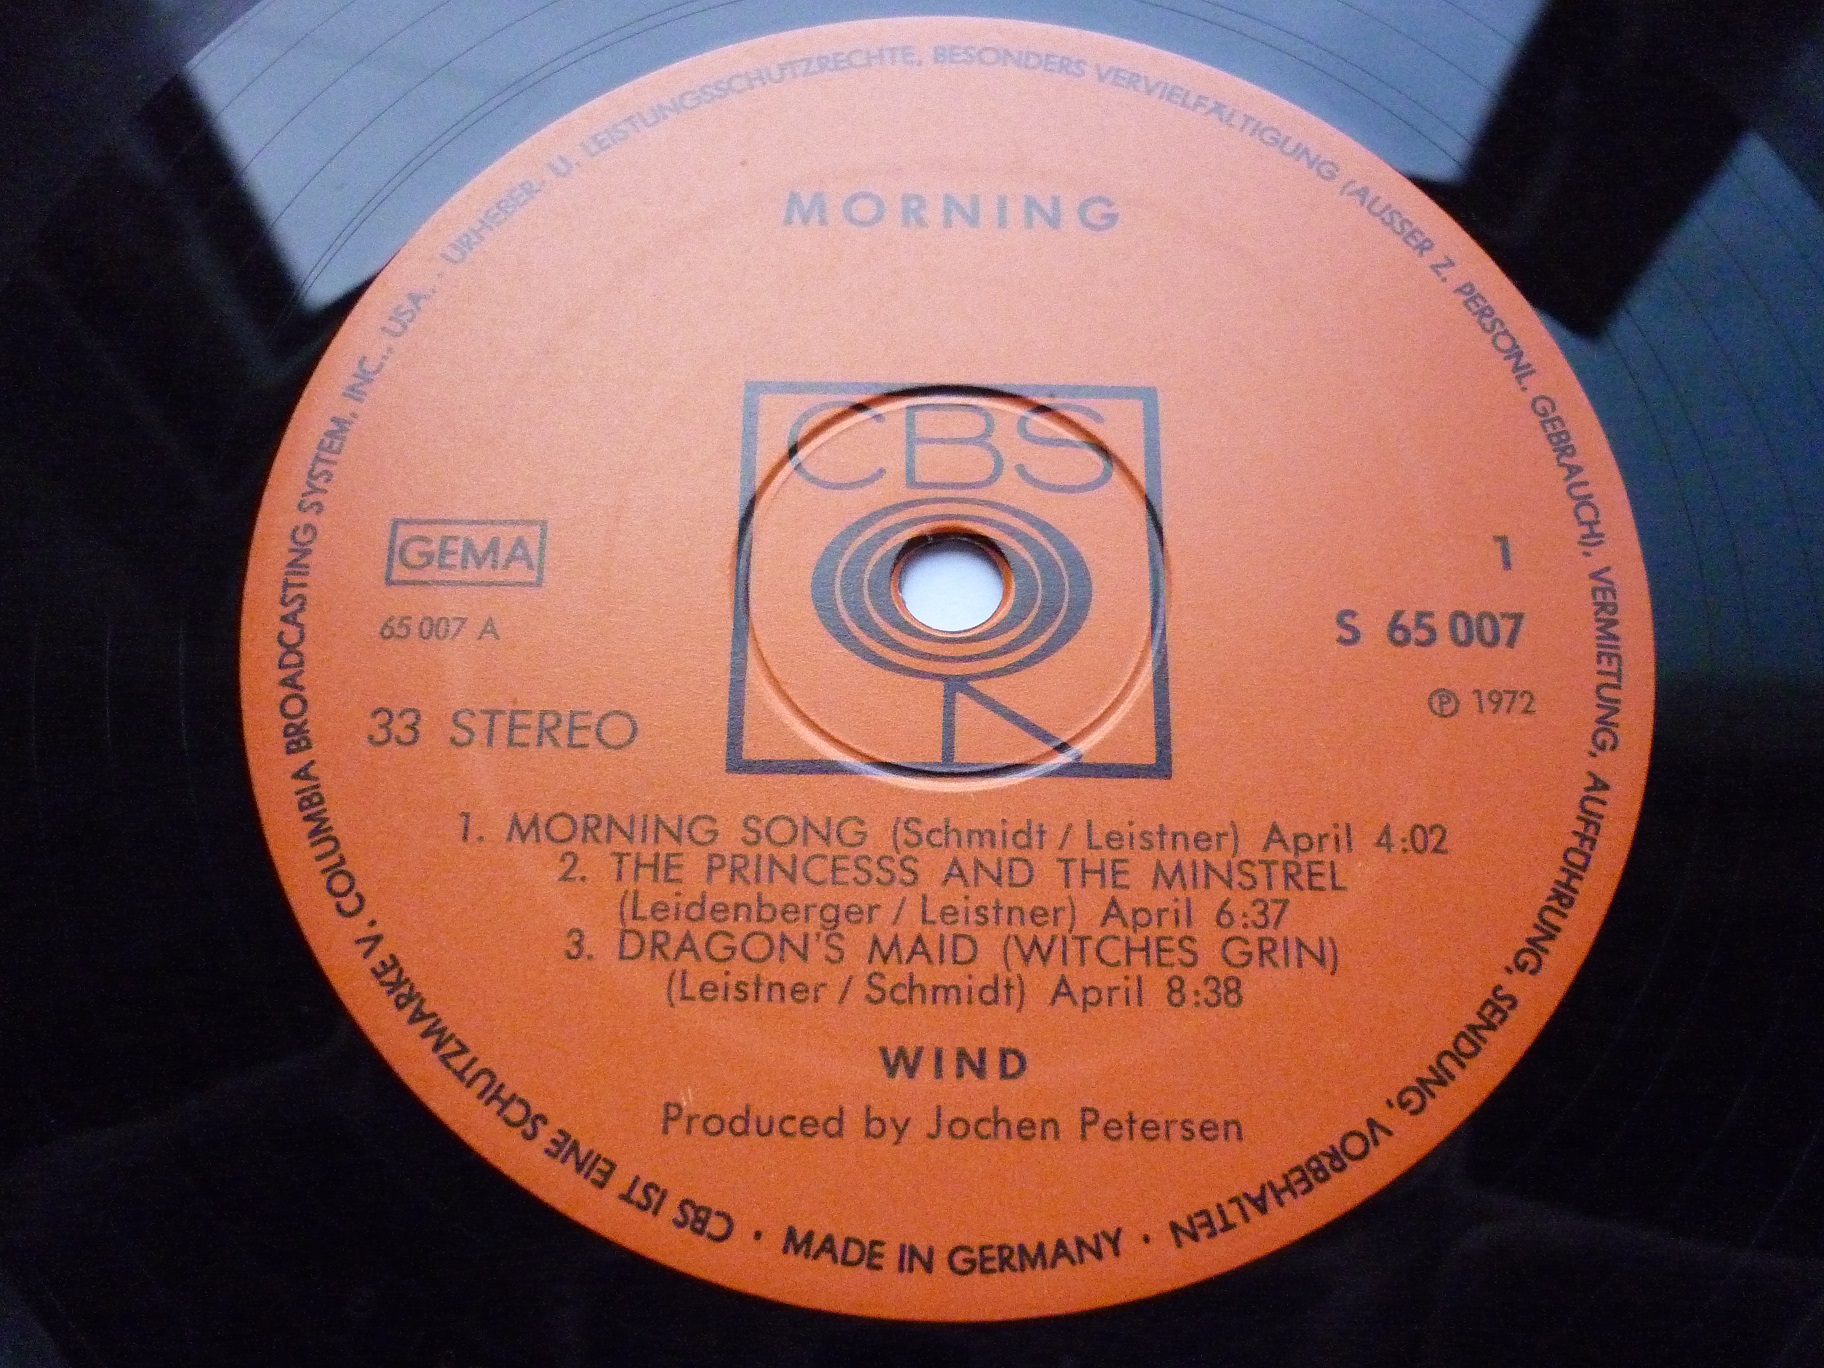 CBS IST EINE SCHUTZMARKE V. COLUMBIA BROADCASTING SYSTEM, INC., USA. · URHEBER- U. LEISTUNGSSCHUTZRECHTE, BESONDERS VERVIELFÄLTIGUNG (AUSSER Z. PERSÖNL. GEBRAUCH), VERMIETUNG, AUFFÜHRUNG, SENDUNG, VORBEHALTEN · MADE IN GERMANY ·
MORNING
CBS
GEMA
1
65 007 A
S 65 007
℗ 1972
33 STEREO
1. MORNING SONG (Schmidt / Leistner) April 4:02
2. THE PRINCESSS AND THE MINSTREL
(Leidenberger / Leistner) April 6:37
3. DRAGON'S MAID (WITCHES GRIN)
(Leistner / Schmidt) April 8:38
WIND
Produced by Jochen Petersen